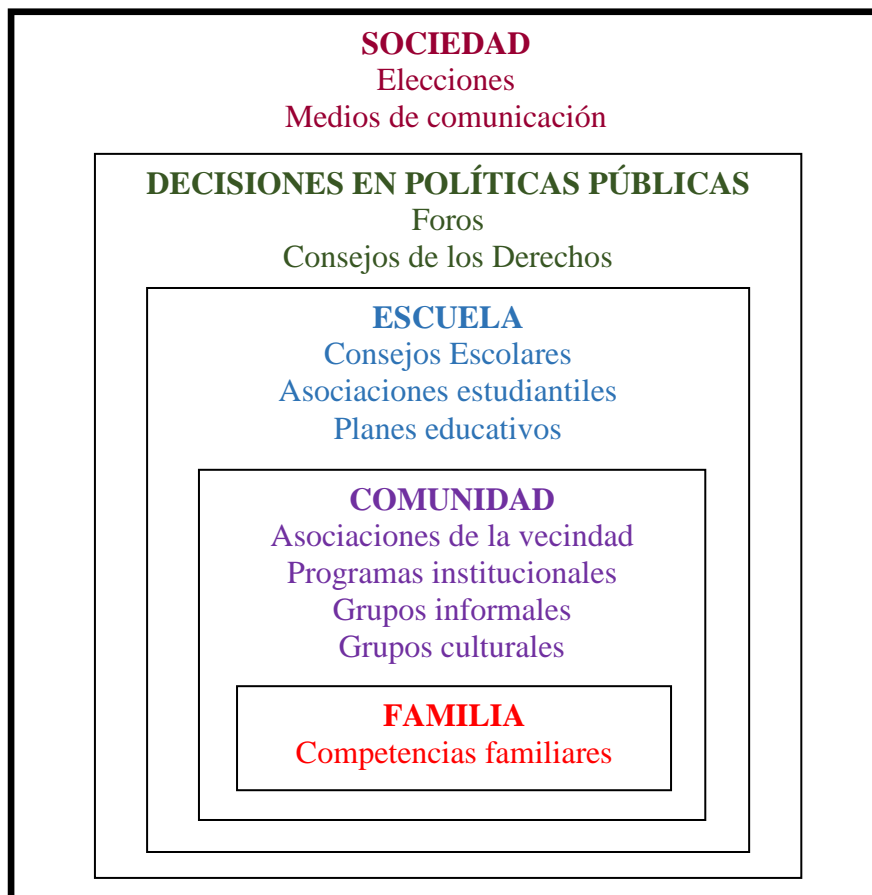 SOCIEDAD
Elecciones
Medios de comunicación
DECISIONES EN POLÍTICAS PÚBLICAS
Foros
Consejos de los Derechos
ESCUELA
Consejos Escolares
Asociaciones estudiantiles
Planes educativos
COMUNIDAD
Asociaciones de la vecindad
Programas institucionales
Grupos informales
Grupos culturales
FAMILIA
Competencias familiares